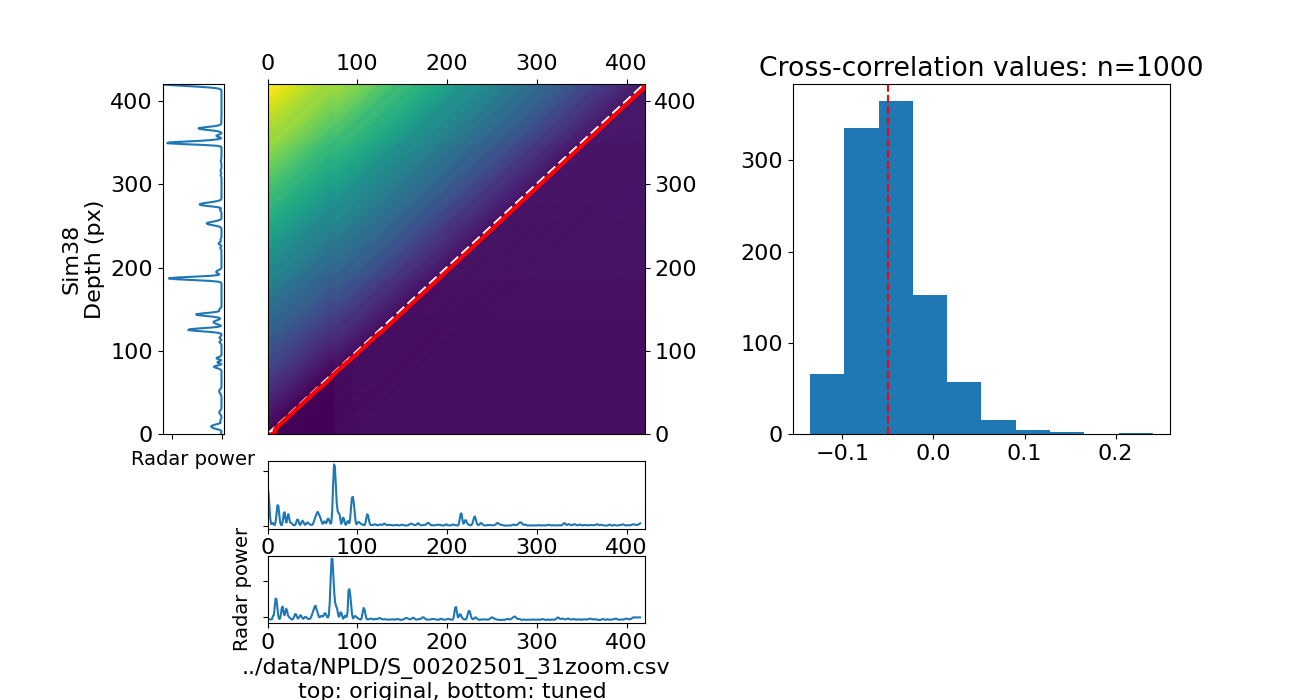 Cross-correlation values: n=1000
0 100 200 300 400
400
300
200
100
0
Sim38
Depth (px)
Radar power
400
300
200
100
0
300
200
100
0
−0.1 0.0 0.1 0.2
0 100 200 300 400
Radar power
0 100 200 300 400
../data/NPLD/S_00202501_31zoom.csv
top: original, bottom: tuned